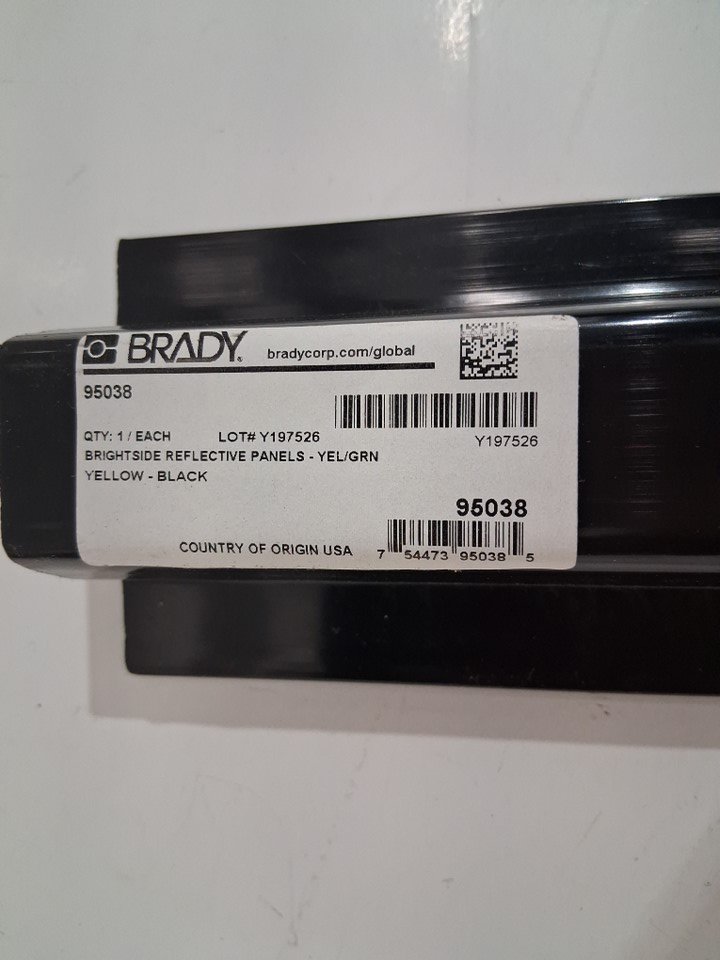 BRADY. bradycorp.com/global
95038
QTY: 1 / EACH LOT# Y197526 Y197526
BRIGHTSIDE REFLECTIVE PANELS - YEL/GRN
YELLOW - BLACK
95038
COUNTRY OF ORIGIN USA 7 54473 95038 5